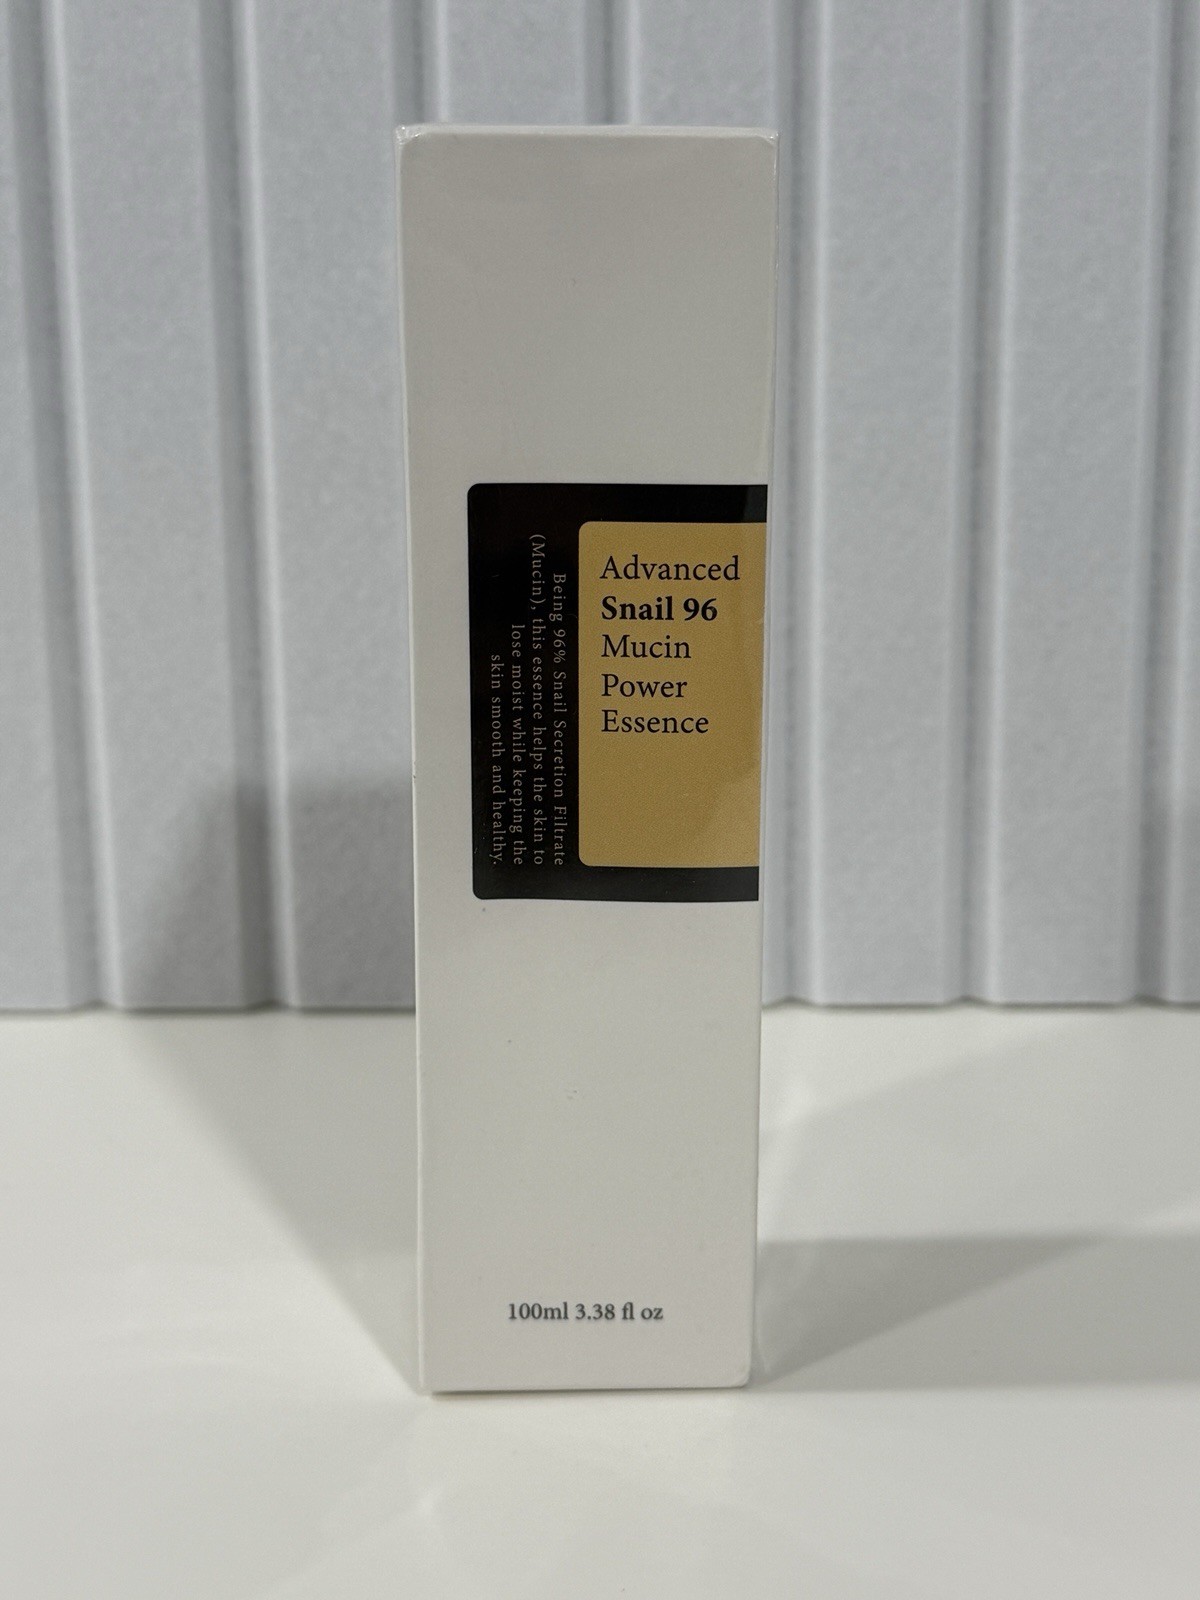 Advanced
Snail 96
Mucin
Power
Essence
Being 96% Snail Secretion Filtrate
(Mucin), this essence helps the skin to
lose moist while keeping the
skin smooth and healthy.
100ml 3.38 fl oz